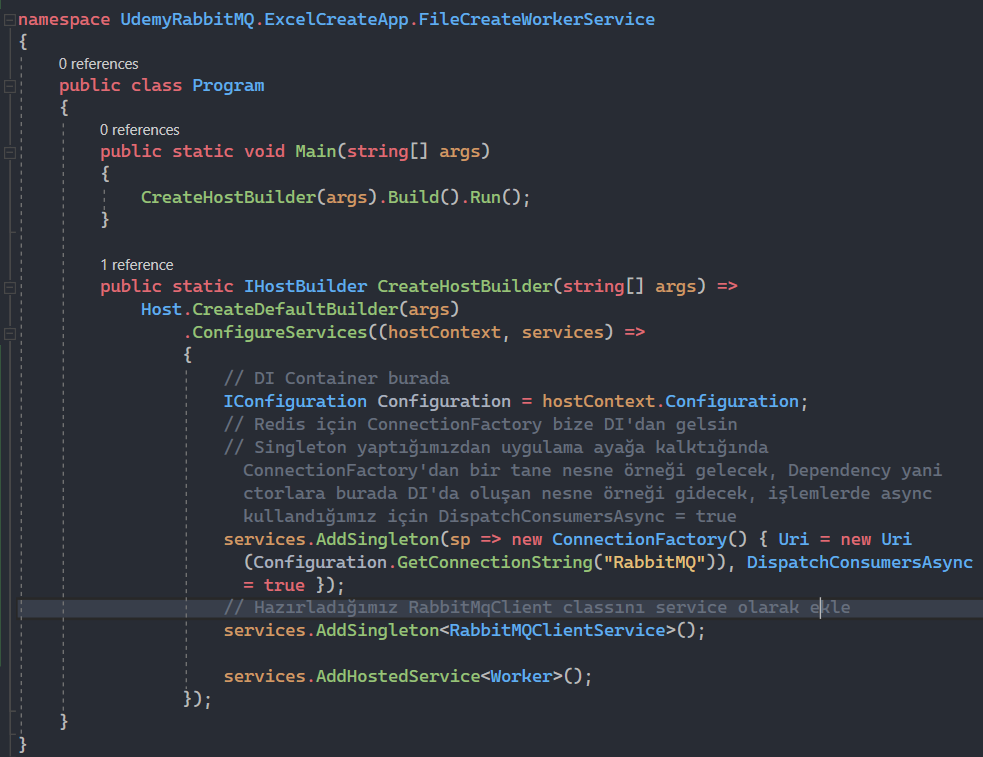 namespace UdemyRabbitMQ.ExcelCreateApp.FileCreateWorkerService
{
0 references
public class Program
{
0 references
public static void Main(string[] args)
{
CreateHostBuilder(args).Build().Run();
}
1 reference
public static IHostBuilder CreateHostBuilder(string[] args) =>
Host.CreateDefaultBuilder(args)
.ConfigureServices((hostContext, services) =>
{
// DI Container burada
IConfiguration Configuration = hostContext.Configuration;
// Redis için ConnectionFactory bize DI'dan gelsin
// Singleton yaptığımızdan uygulama ayağa kalktığında
ConnectionFactory'dan bir tane nesne örneği gelecek, Dependency yani
ctorlara burada DI'da oluşan nesne örneği gidecek, işlemlerde async
kullandığımız için DispatchConsumersAsync = true
services.AddSingleton(sp => new ConnectionFactory() { Uri = new Uri
(Configuration.GetConnectionString("RabbitMQ")), DispatchConsumersAsync
= true });
// Hazırladığımız RabbitMqClient classını service olarak ekle
services.AddSingleton<RabbitMQClientService>();
services.AddHostedService<Worker>();
});
}
}